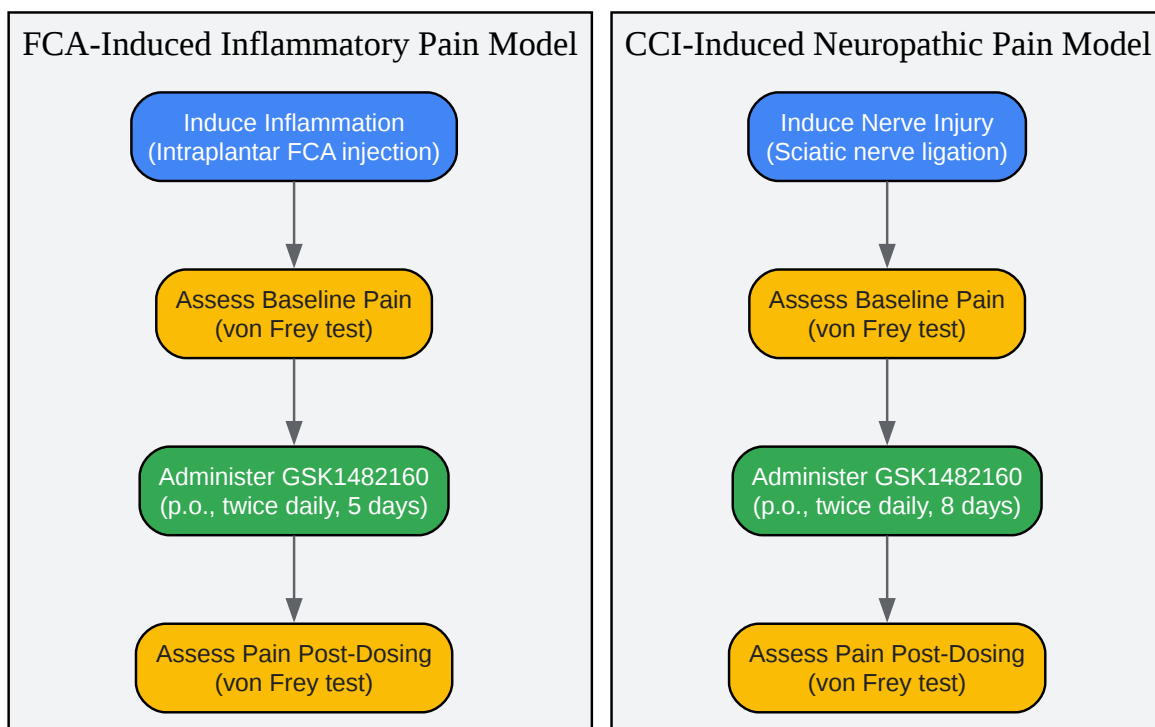 FCA-Induced Inflammatory Pain Model
Induce Inflammation
(Intraplantar FCA injection)
Assess Baseline Pain
(von Frey test)
Administer GSK1482160
(p.o., twice daily, 5 days)
Assess Pain Post-Dosing
(von Frey test)
CCI-Induced Neuropathic Pain Model
Induce Nerve Injury
(Sciatic nerve ligation)
Assess Baseline Pain
(von Frey test)
Administer GSK1482160
(p.o., twice daily, 8 days)
Assess Pain Post-Dosing
(von Frey test)